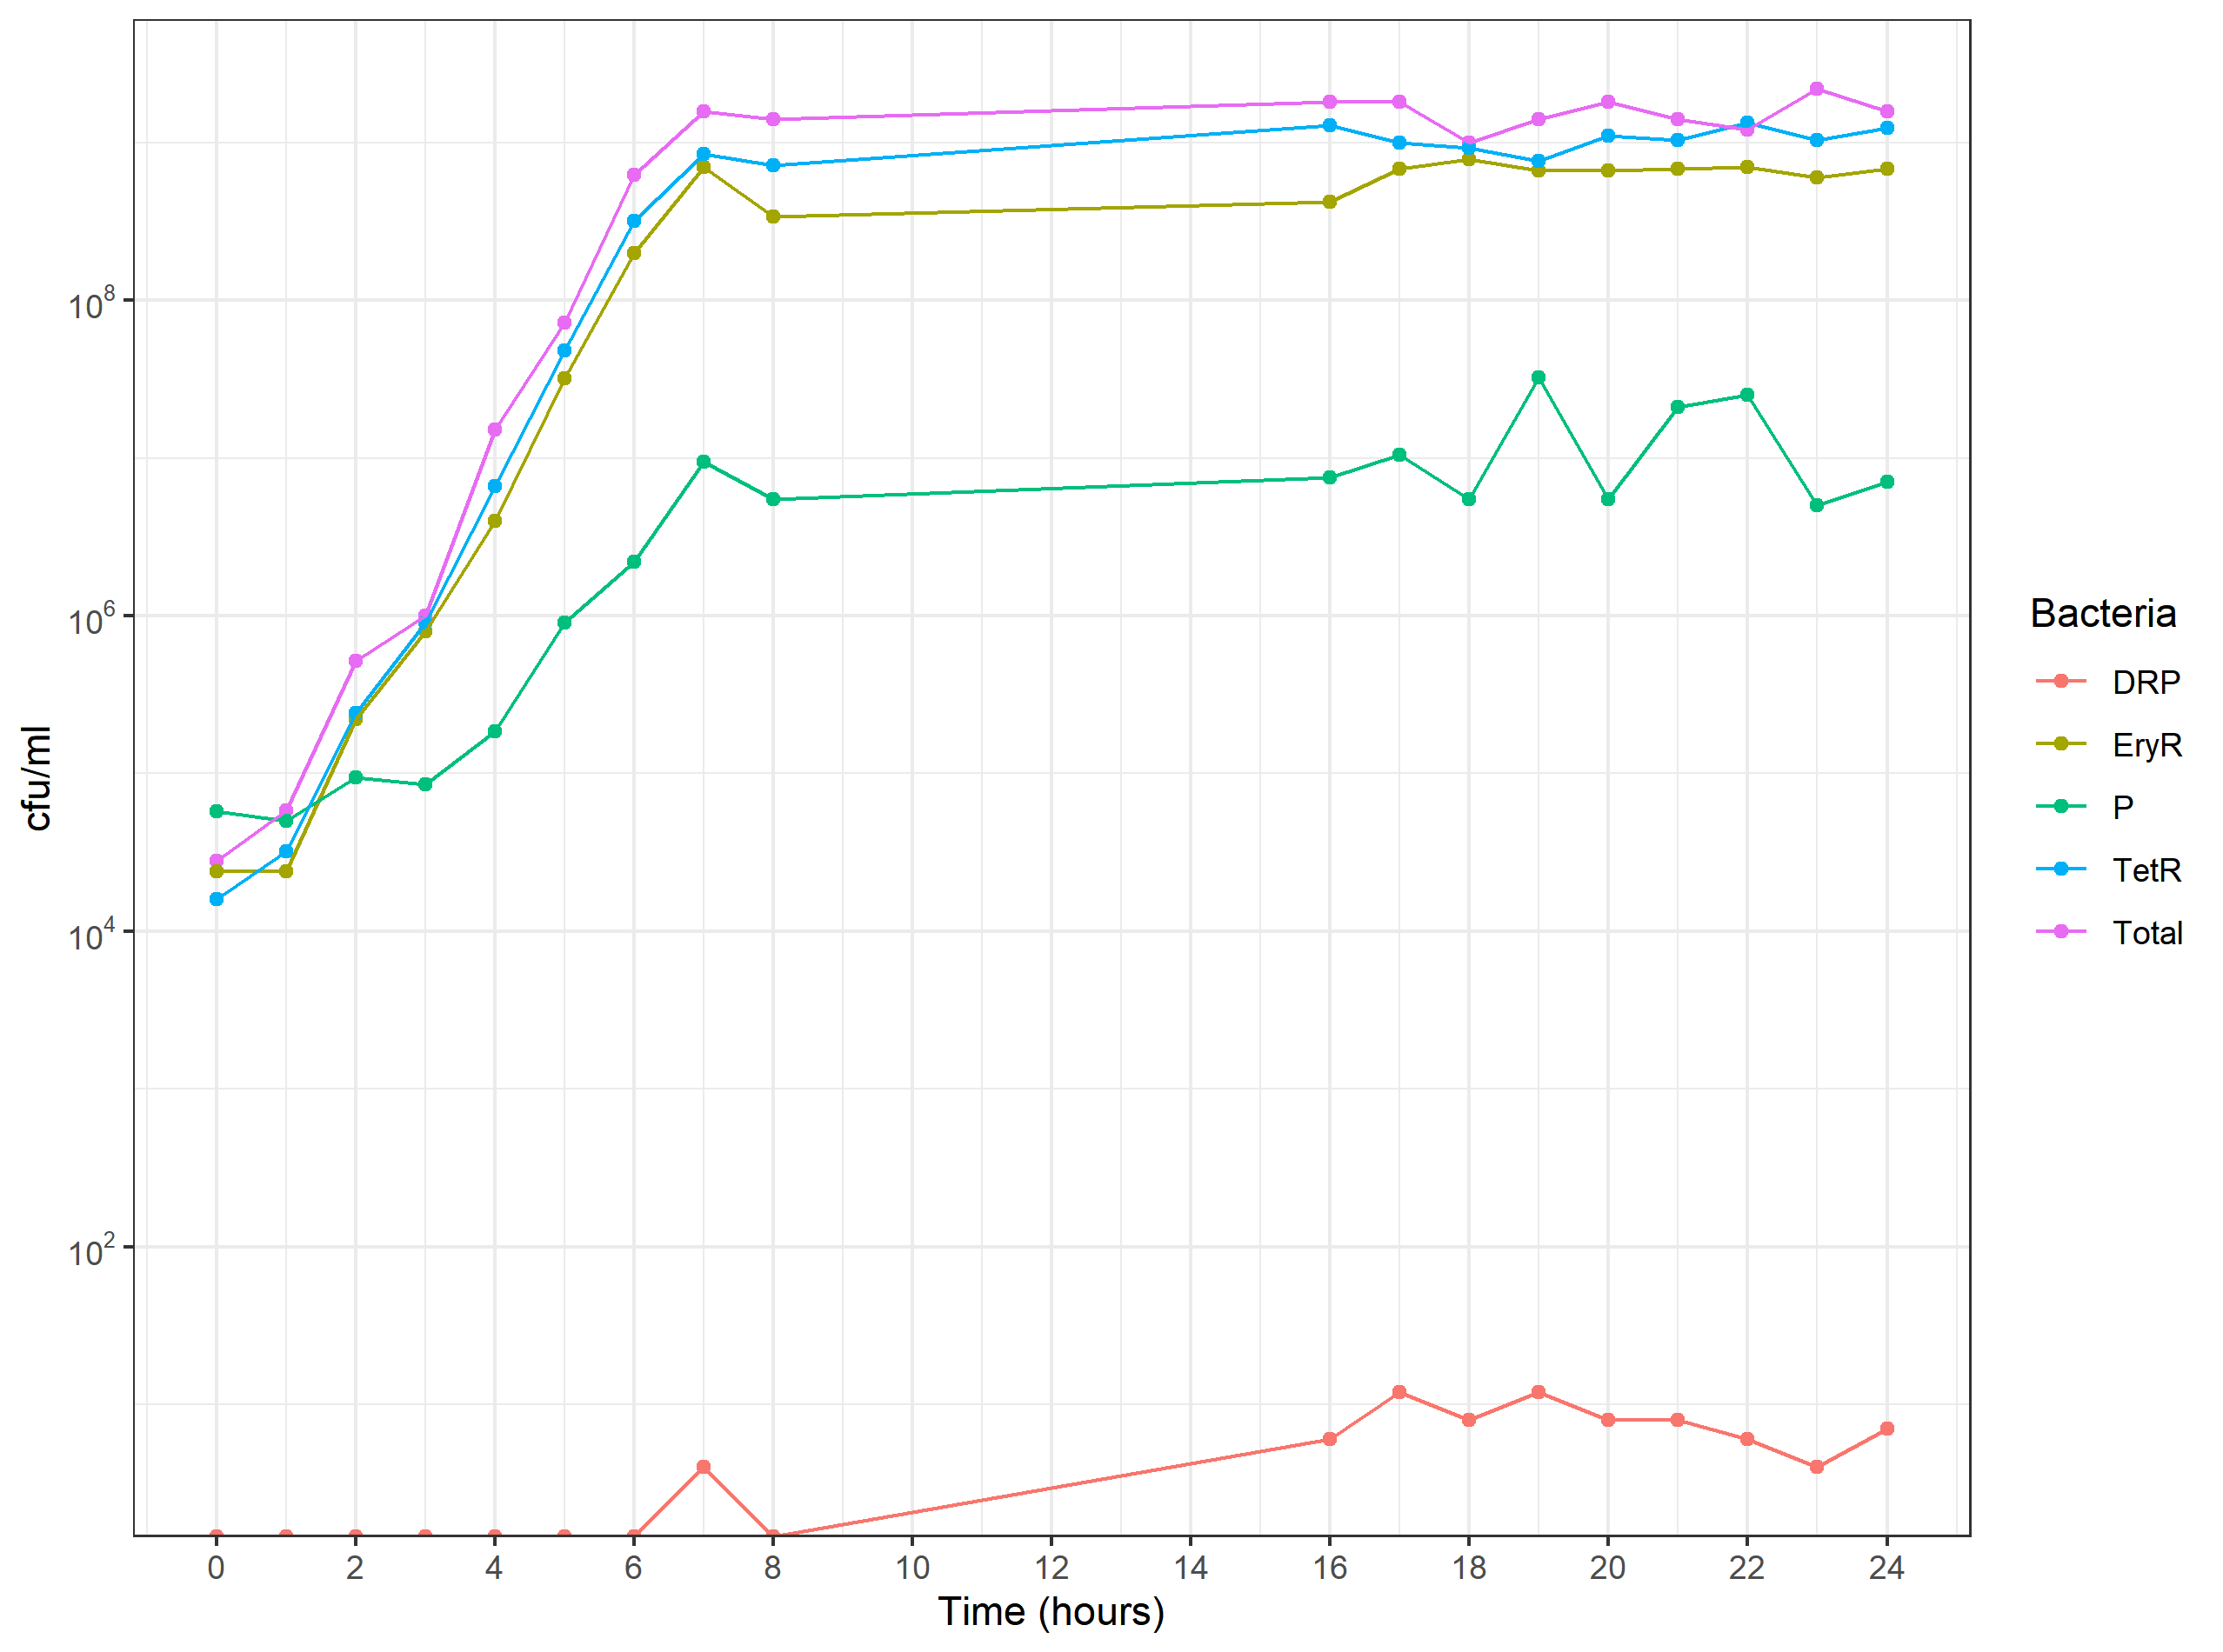 cfu/ml
10^8
10^6
10^4
10^2
0 2 4 6 8 10 12 14 16 18 20 22 24
Time (hours)
Bacteria
DRP
EryR
P
TetR
Total